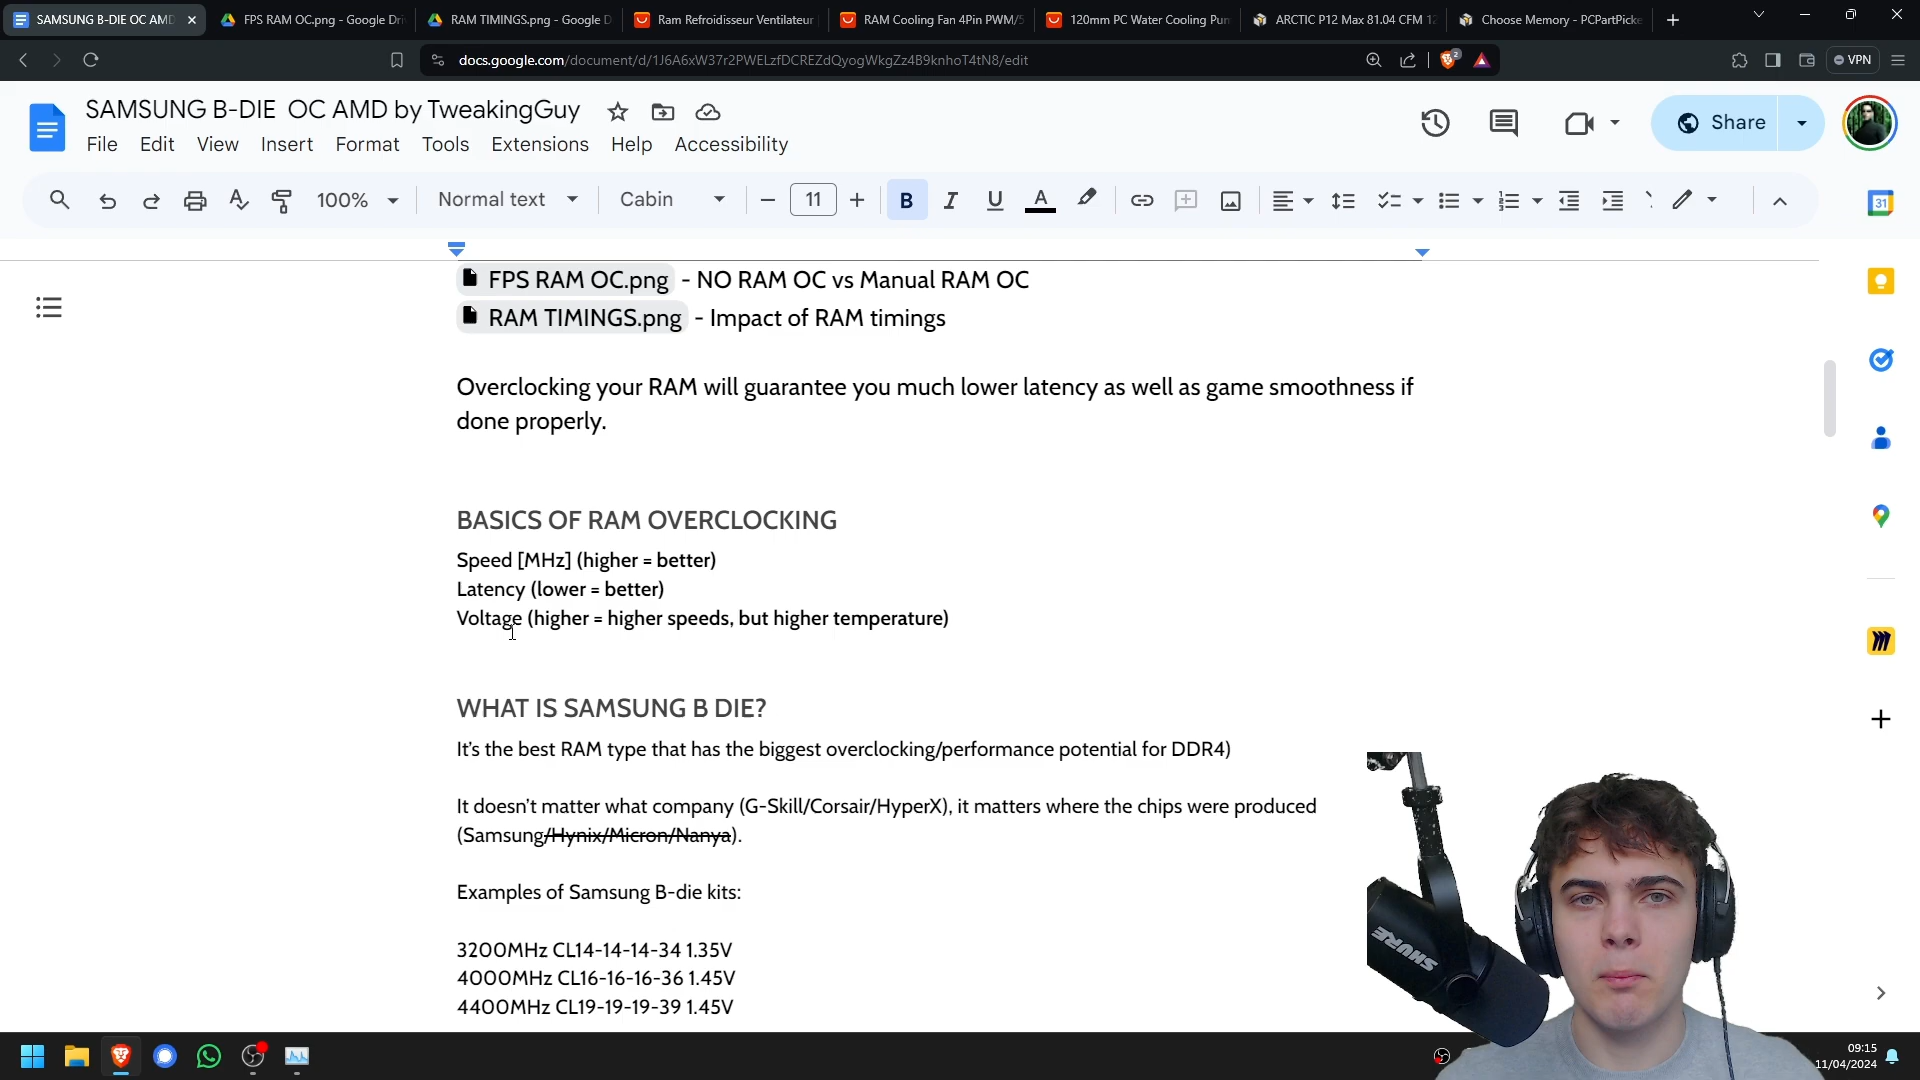 SAMSUNG B-DIE OC AMD
FPS RAM OC.png - Google Dri
RAM TIMINGS.png - Google D
Ram Refroidisseur Ventilateur
RAM Cooling Fan 4Pin PWM/5
120mm PC Water Cooling Pum
ARCTIC P12 Max 81.04 CFM 12
Choose Memory - PCPartPicke
docs.google.com/document/d/1J6A6xW37r2PWELzfDCREZdQyogWkgZz4B9knhoT4tN8/edit
2
VPN
SAMSUNG B-DIE OC AMD by TweakingGuy
Share
File Edit View Insert Format Tools Extensions Help Accessibility
100% Normal text Cabin 11 B I U A
31
FPS RAM OC.png - NO RAM OC vs Manual RAM OC
RAM TIMINGS.png - Impact of RAM timings
Overclocking your RAM will guarantee you much lower latency as well as game smoothness if
done properly.
BASICS OF RAM OVERCLOCKING
Speed [MHz] (higher = better)
Latency (lower = better)
Voltage (higher = higher speeds, but higher temperature)
WHAT IS SAMSUNG B DIE?
It's the best RAM type that has the biggest overclocking/performance potential for DDR4)
It doesn't matter what company (G-Skill/Corsair/HyperX), it matters where the chips were produced
(Samsung/Hynix/Micron/Nanya).
Examples of Samsung B-die kits:
3200MHz CL14-14-14-34 1.35V
4000MHz CL16-16-16-36 1.45V
4400MHz CL19-19-19-39 1.45V
SHURE
09:15
11/04/2024